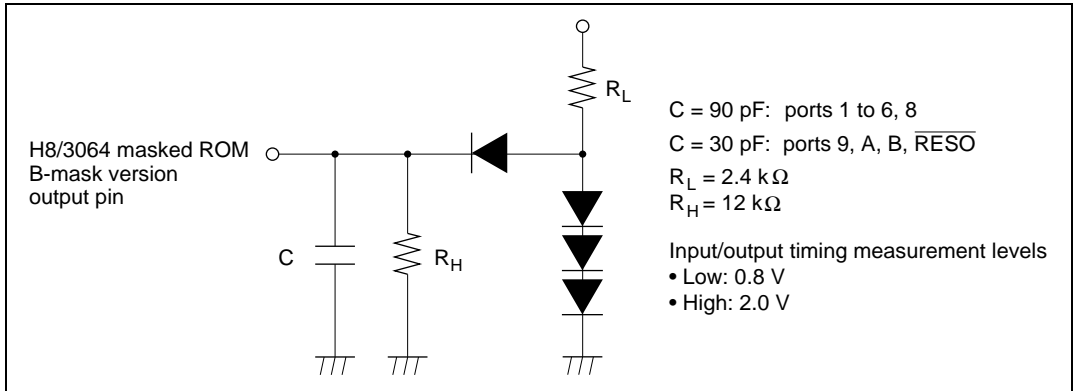 H8/3064 masked ROM
B-mask version
output pin
C
R_H
R_L
C = 90 pF: ports 1 to 6, 8
C = 30 pF: ports 9, A, B, R̅E̅S̅O̅
R_L = 2.4 kΩ
R_H = 12 kΩ
Input/output timing measurement levels
• Low: 0.8 V
• High: 2.0 V